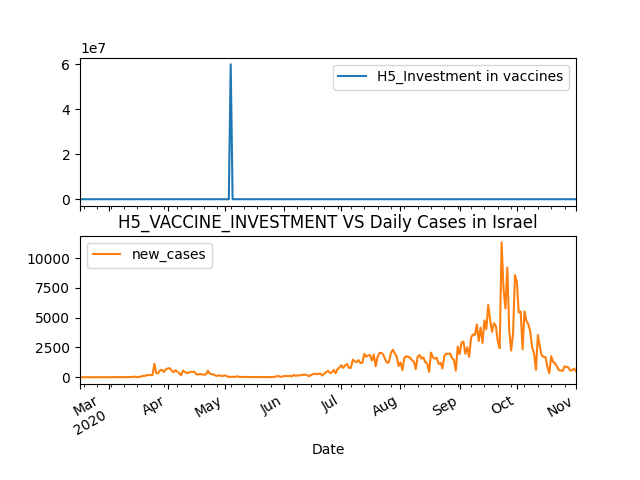 1e7
6
4
2
0
H5_Investment in vaccines
H5_VACCINE_INVESTMENT VS Daily Cases in Israel
10000
7500
5000
2500
0
new_cases
Mar
2020
Apr
May
Jun
Jul
Aug
Sep
Oct
Nov
Date